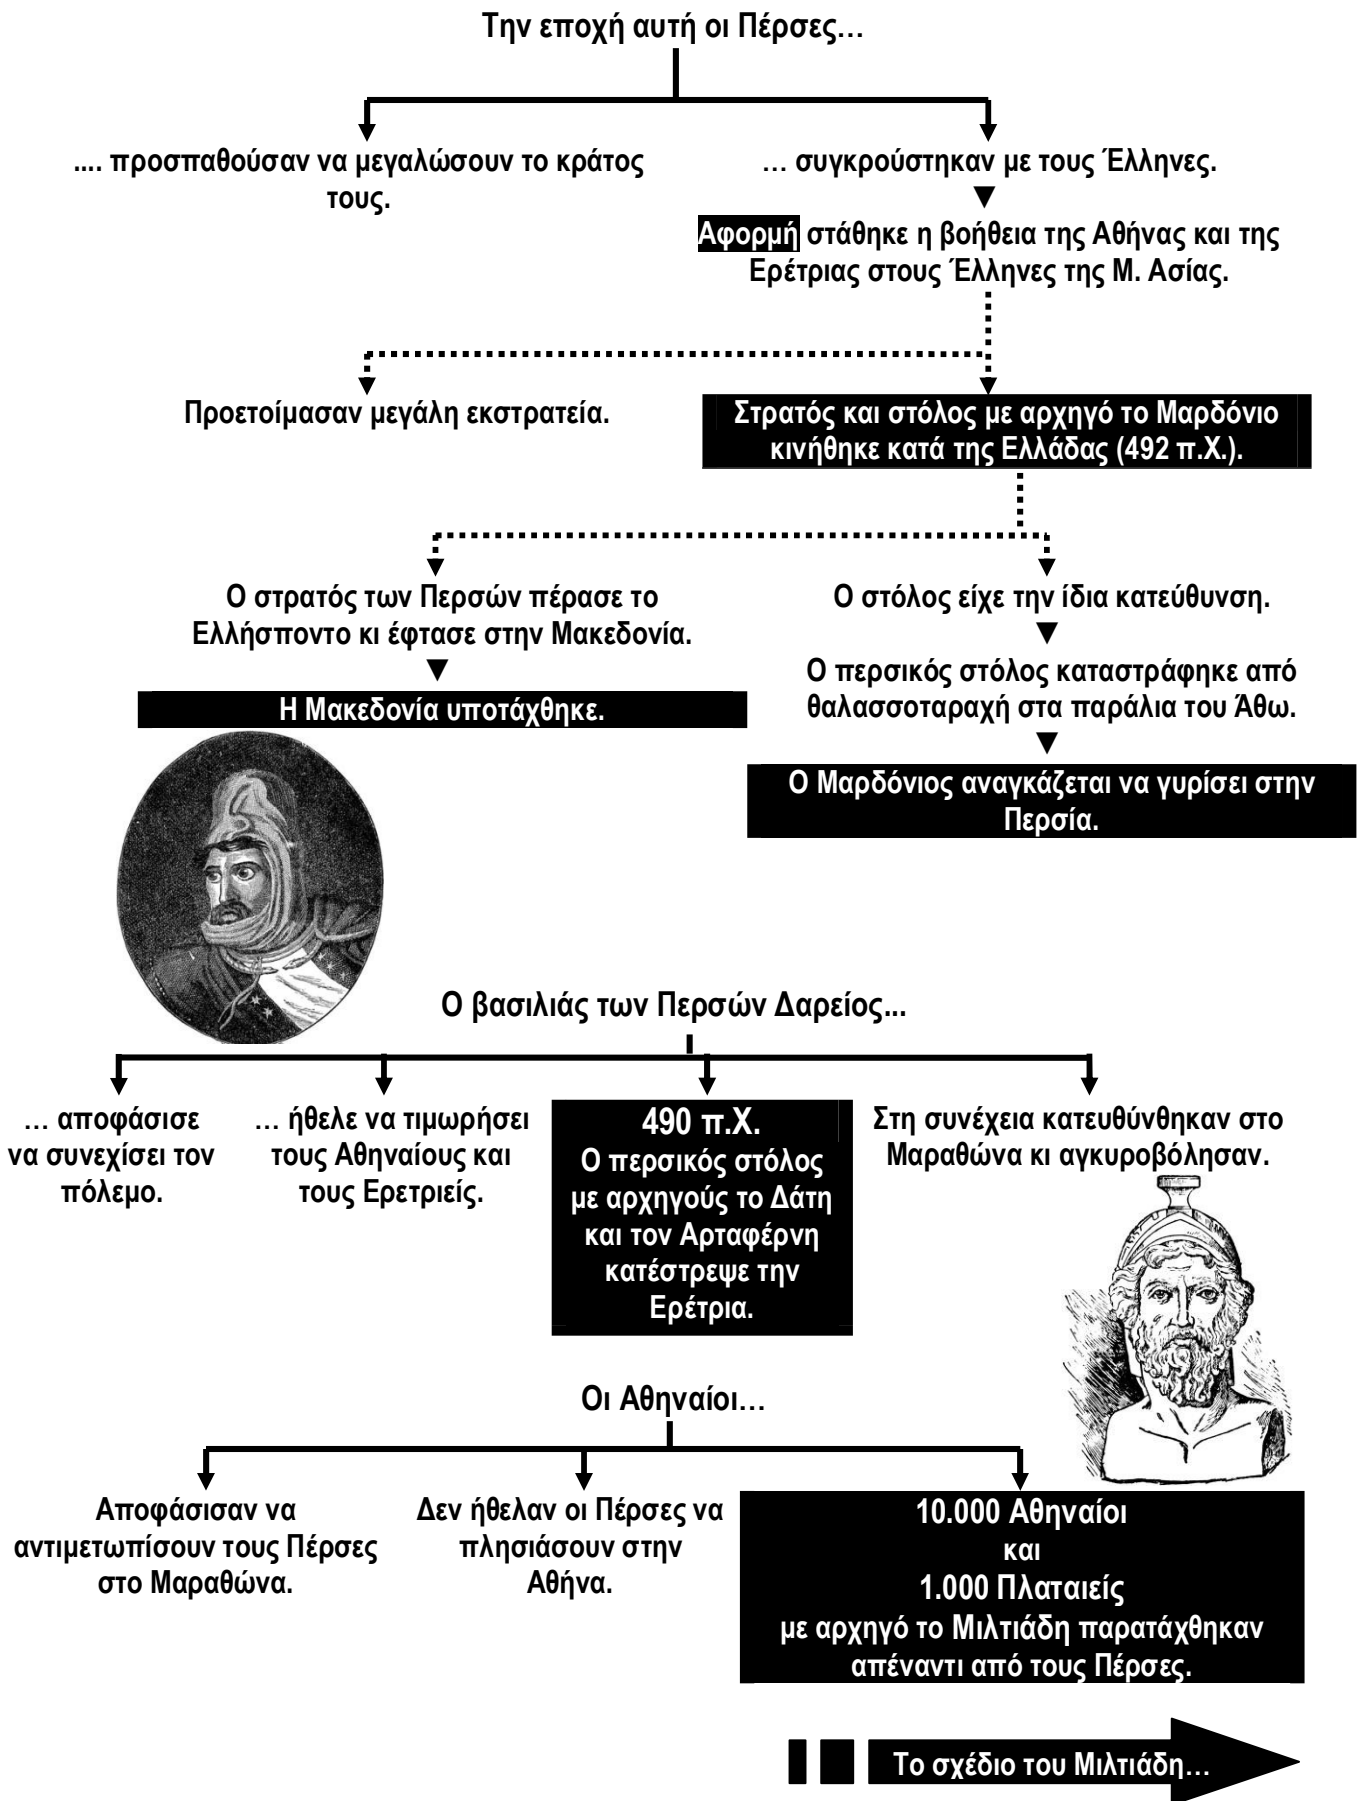 Την εποχή αυτή οι Πέρσες…
.... προσπαθούσαν να μεγαλώσουν το κράτος
τους.
… συγκρούστηκαν με τους Έλληνες.
Αφορμή στάθηκε η βοήθεια της Αθήνας και της
Ερέτριας στους Έλληνες της Μ. Ασίας.
Προετοίμασαν μεγάλη εκστρατεία.
Στρατός και στόλος με αρχηγό το Μαρδόνιο
κινήθηκε κατά της Ελλάδας (492 π.Χ.).
Ο στρατός των Περσών πέρασε το
Ελλήσποντο κι έφτασε στην Μακεδονία.
Η Μακεδονία υποτάχθηκε.
Ο στόλος είχε την ίδια κατεύθυνση.
Ο περσικός στόλος καταστράφηκε από
θαλασσοταραχή στα παράλια του Άθω.
Ο Μαρδόνιος αναγκάζεται να γυρίσει στην
Περσία.
Ο βασιλιάς των Περσών Δαρείος...
… αποφάσισε
να συνεχίσει τον
πόλεμο.
… ήθελε να τιμωρήσει
τους Αθηναίους και
τους Ερετριείς.
490 π.Χ.
Ο περσικός στόλος
με αρχηγούς το Δάτη
και τον Αρταφέρνη
κατέστρεψε την
Ερέτρια.
Στη συνέχεια κατευθύνθηκαν στο
Μαραθώνα κι αγκυροβόλησαν.
Οι Αθηναίοι…
Αποφάσισαν να
αντιμετωπίσουν τους Πέρσες
στο Μαραθώνα.
Δεν ήθελαν οι Πέρσες να
πλησιάσουν στην
Αθήνα.
10.000 Αθηναίοι
και
1.000 Πλαταιείς
με αρχηγό το Μιλτιάδη παρατάχθηκαν
απέναντι από τους Πέρσες.
Το σχέδιο του Μιλτιάδη…